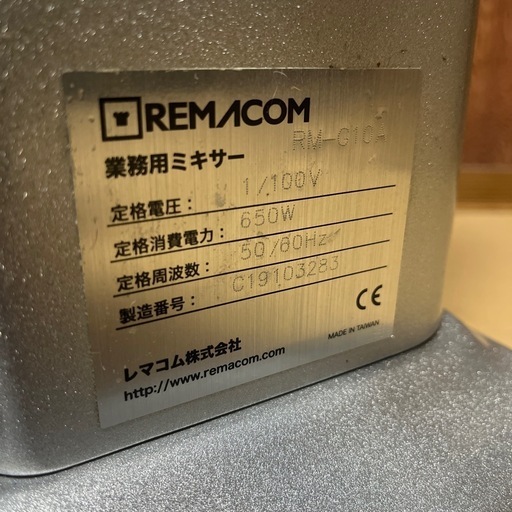 REMACOM
業務用ミキサー RM-G10A
定格電圧： 1/100V
定格消費電力： 650W
定格周波数： 50/60Hz
製造番号： C19103283
CE
レマコム株式会社
MADE IN TAIWAN
http://www.remacom.com